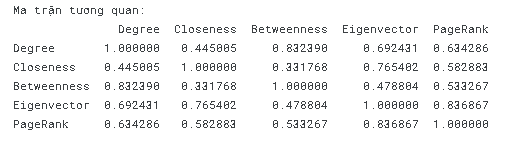 Ma trận tương quan:
Degree Closeness Betweenness Eigenvector PageRank
Degree 1.000000 0.445005 0.832390 0.692431 0.634286
Closeness 0.445005 1.000000 0.331768 0.765402 0.582883
Betweenness 0.832390 0.331768 1.000000 0.478804 0.533267
Eigenvector 0.692431 0.765402 0.478804 1.000000 0.836867
PageRank 0.634286 0.582883 0.533267 0.836867 1.000000